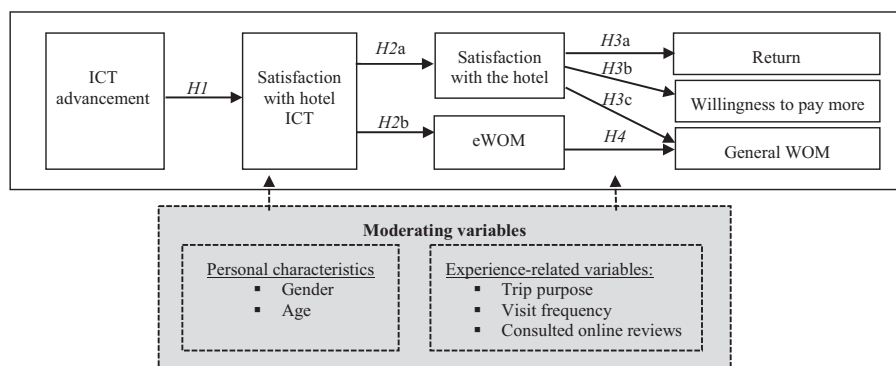 ICT
advancement
H1
Satisfaction
with hotel
ICT
H2a
H2b
Satisfaction
with the hotel
eWOM
H3a
H3b
H3c
H4
Return
Willingness to pay more
General WOM
Moderating variables
Personal characteristics
▪ Gender
▪ Age
Experience-related variables:
▪ Trip purpose
▪ Visit frequency
▪ Consulted online reviews